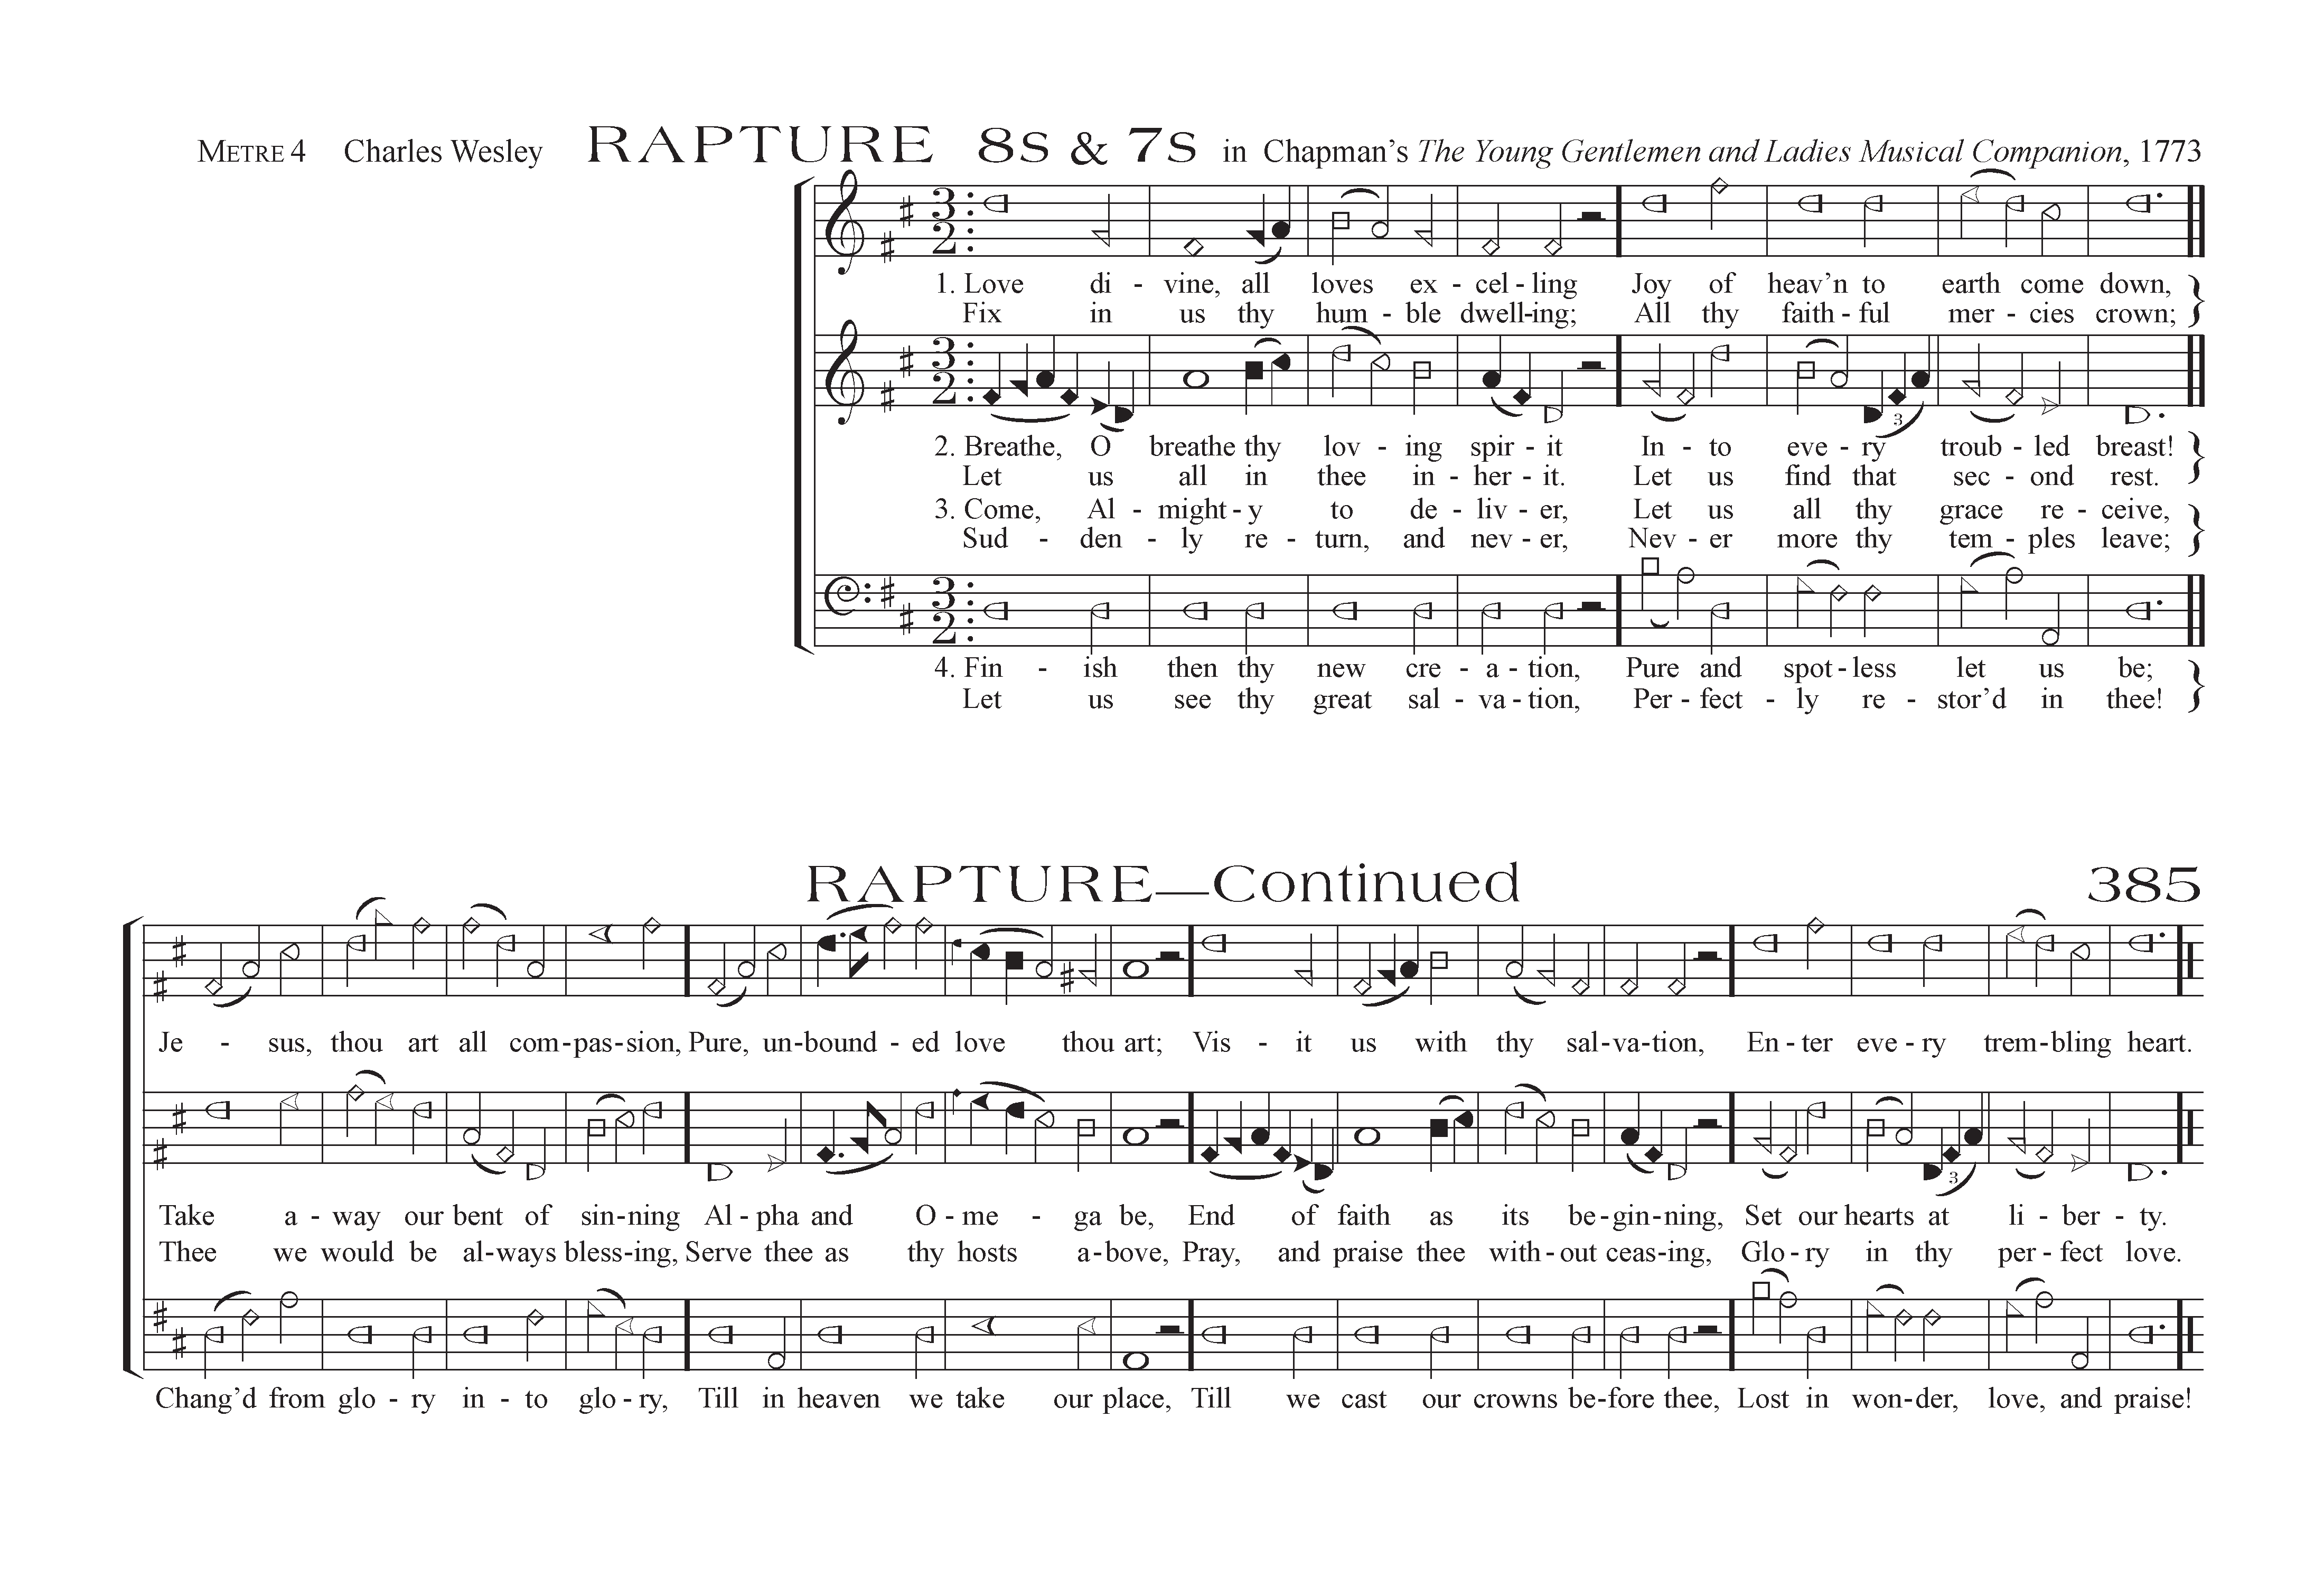 METRE 4 Charles Wesley RAPTURE 8S & 7S in Chapman's The Young Gentlemen and Ladies Musical Companion, 1773
3 2
1. Love di - vine, all loves ex - cel - ling Joy of heav'n to earth come down,
Fix in us thy hum - ble dwell-ing; All thy faith - ful mer - cies crown;
3 2
3
2. Breathe, O breathe thy lov - ing spir - it In - to eve - ry troub - led breast!
Let us all in thee in - her - it. Let us find that sec - ond rest.
3. Come, Al - might - y to de - liv - er, Let us all thy grace re - ceive,
Sud - den - ly re - turn, and nev - er, Nev - er more thy tem - ples leave;
3 2
4. Fin - ish then thy new cre - a - tion, Pure and spot - less let us be;
Let us see thy great sal - va - tion, Per - fect - ly re - stor'd in thee!
RAPTURE—Continued 385
Je - sus, thou art all com-pas-sion, Pure, un-bound - ed love thou art; Vis - it us with thy sal-va-tion, En - ter eve - ry trem-bling heart.
3
Take a - way our bent of sin-ning Al - pha and O - me - ga be, End of faith as its be-gin-ning, Set our hearts at li - ber - ty.
Thee we would be al-ways bless-ing, Serve thee as thy hosts a-bove, Pray, and praise thee with-out ceas-ing, Glo - ry in thy per - fect love.
Chang'd from glo - ry in - to glo - ry, Till in heaven we take our place, Till we cast our crowns be-fore thee, Lost in won-der, love, and praise!